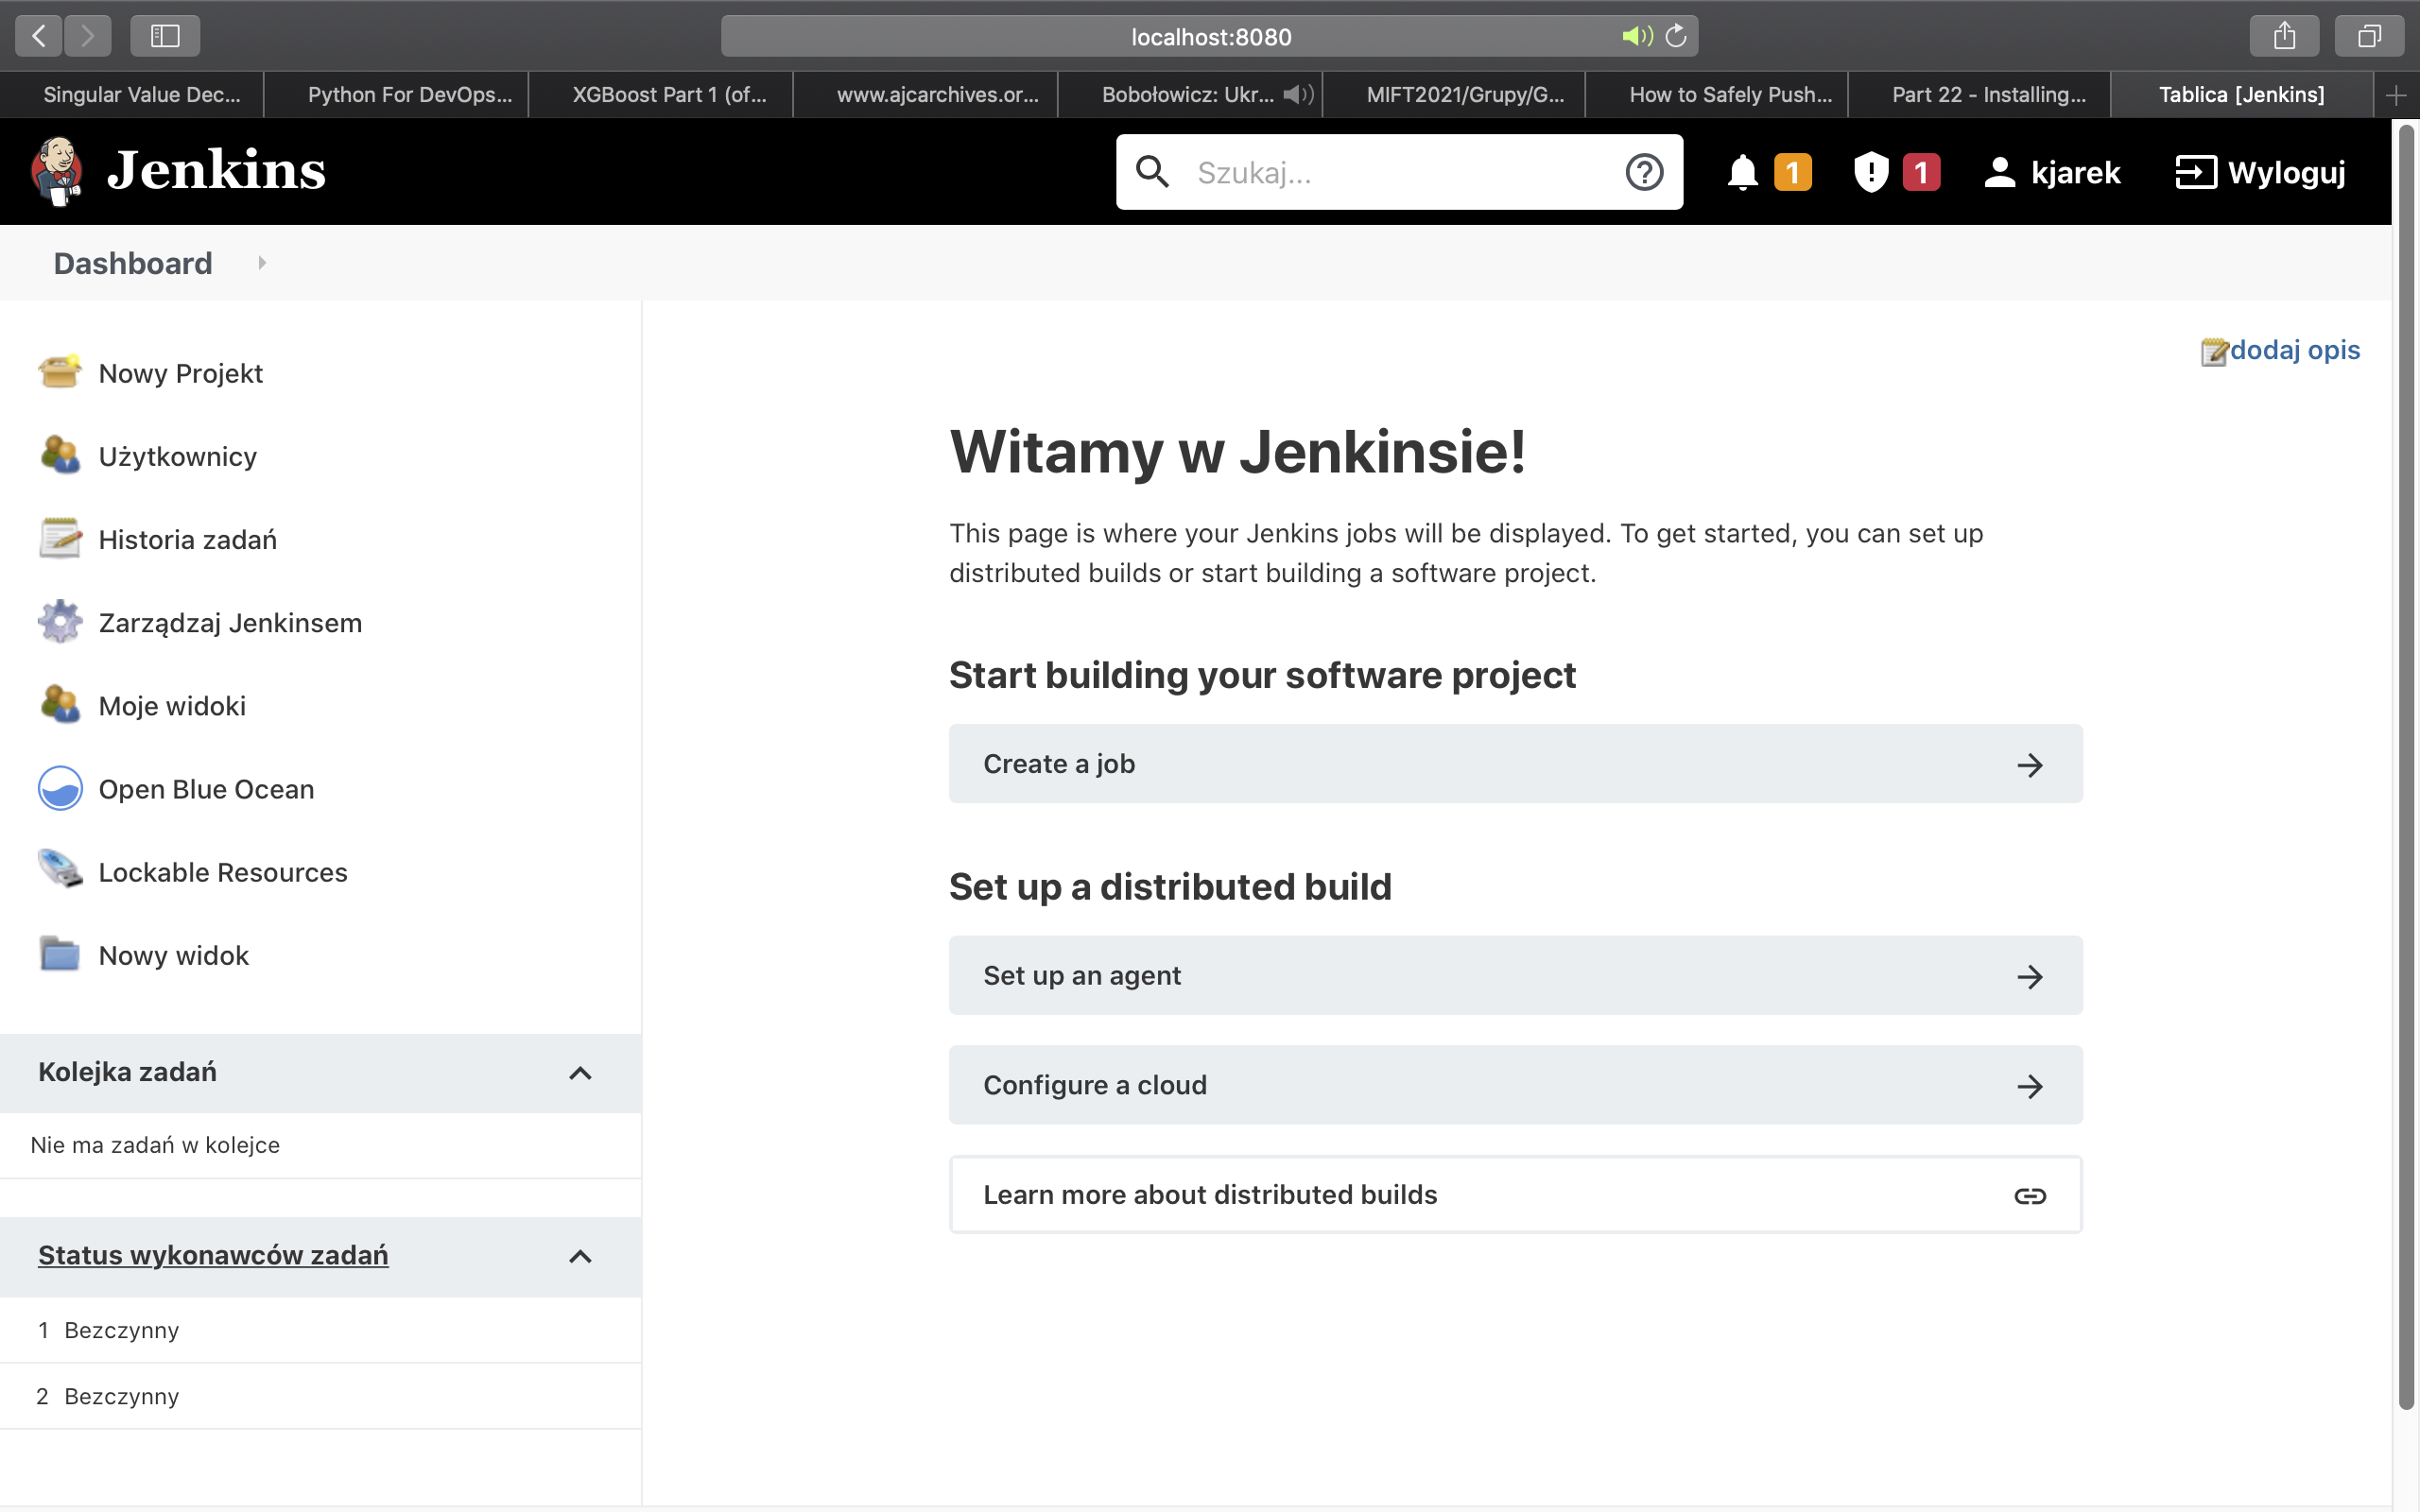 localhost:8080
Singular Value Dec...
Python For DevOps...
XGBoost Part 1 (of...
www.ajcarchives.or...
Bobołowicz: Ukr...
MIFT2021/Grupy/G...
How to Safely Push...
Part 22 - Installing...
Tablica [Jenkins]
Jenkins
Szukaj...
1
1
kjarek
Wyloguj
Dashboard
Nowy Projekt
Użytkownicy
Historia zadań
Zarządzaj Jenkinsem
Moje widoki
Open Blue Ocean
Lockable Resources
Nowy widok
Kolejka zadań
Nie ma zadań w kolejce
Status wykonawców zadań
1 Bezczynny
2 Bezczynny
dodaj opis
Witamy w Jenkinsie!
This page is where your Jenkins jobs will be displayed. To get started, you can set up
distributed builds or start building a software project.
Start building your software project
Create a job
Set up a distributed build
Set up an agent
Configure a cloud
Learn more about distributed builds